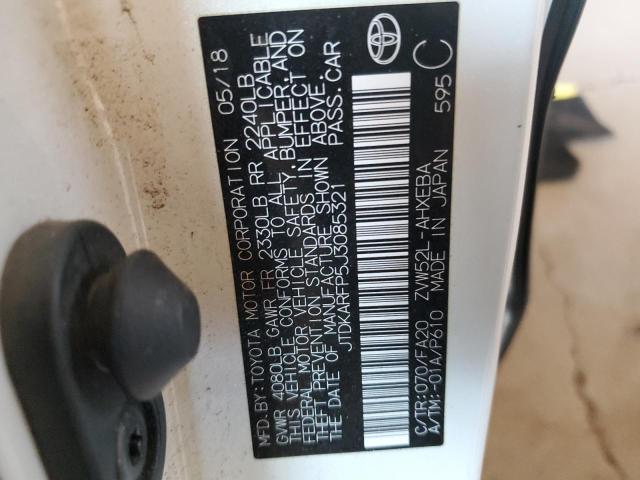 MFD.BY:TOYOTA MOTOR CORPORATION 05/18
GVWR 4080LB GAWR FR 2330LB RR 2240LB
THIS VEHICLE CONFORMS TO ALL APPLICABLE
FEDERAL MOTOR VEHICLE SAFETY, BUMPER, AND
THEFT PREVENTION STANDARDS IN EFFECT ON
THE DATE OF MANUFACTURE SHOWN ABOVE.
JTDKARFP5J3085321 PASS.CAR
C/TR:070/FA20 ZVW52L-AHXEBA
A/TM:-01A/P610 MADE IN JAPAN 595 C